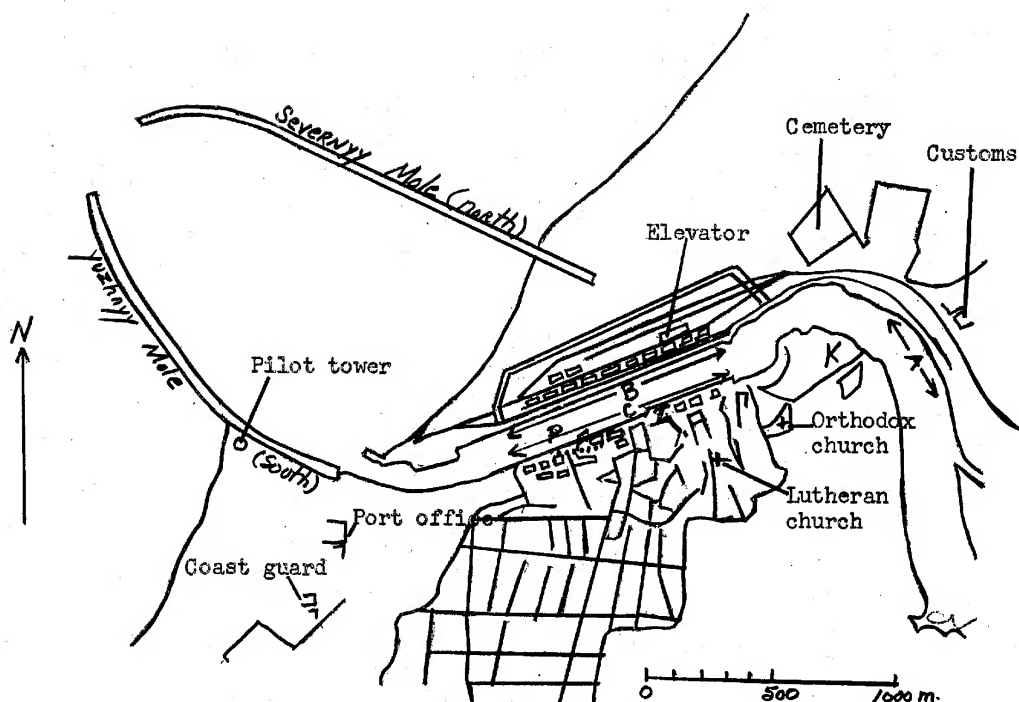 Cemetery
Customs
Severnyy Mole (north)
Elevator
Yuzhnyy Mole
(South)
N
Pilot tower
K
A
B
C
P
Orthodox
church
Lutheran
church
Port office
Coast guard
0 500 1000 m.